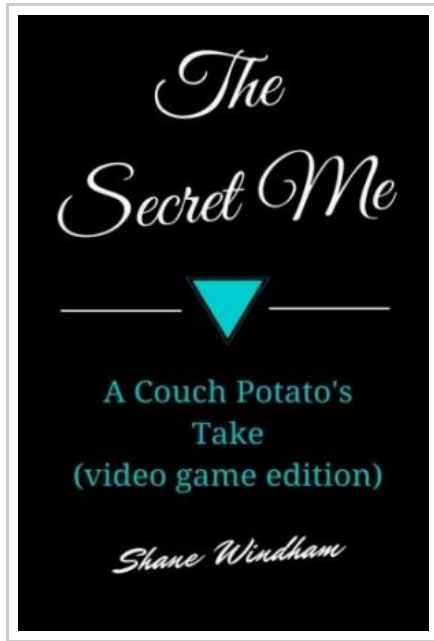 The
Secret Me
A Couch Potato's
Take
(video game edition)
Shane Windham